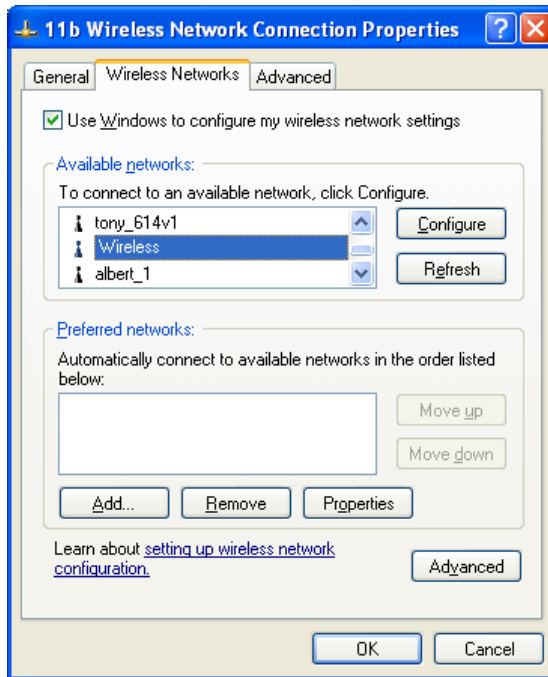 11b Wireless Network Connection Properties
General Wireless Networks Advanced
Use Windows to configure my wireless network settings
Available networks:
To connect to an available network, click Configure.
tony_614v1
Wireless
albert_1
Configure
Refresh
Preferred networks:
Automatically connect to available networks in the order listed
below:
Move up
Move down
Add... Remove Properties
Learn about setting up wireless network
configuration.
Advanced
OK Cancel